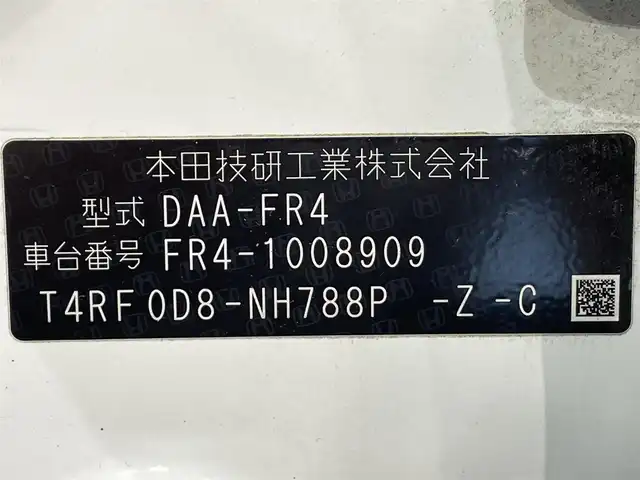 本田技研工業株式会社
型式 DAA-FR4
車台番号 FR4-1008909
T4RF0D8-NH788P -Z -C